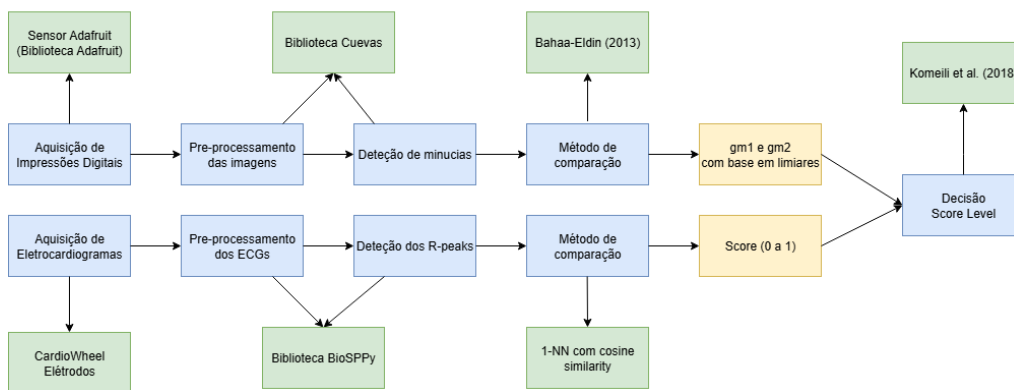 Sensor Adafruit
(Biblioteca Adafruit)
Biblioteca Cuevas
Bahaa-Eldin (2013)
Komeili et al. (2018
Aquisição de
Impressões Digitais
Pre-processamento
das imagens
Deteção de minucias
Método de
comparação
gm1 e gm2
com base em limiares
Decisão
Score Level
Aquisição de
Eletrocardiogramas
Pre-processamento
dos ECGs
Deteção dos R-peaks
Método de
comparação
Score (0 a 1)
CardioWheel
Elétrodos
Biblioteca BioSPPy
1-NN com cosine
similarity